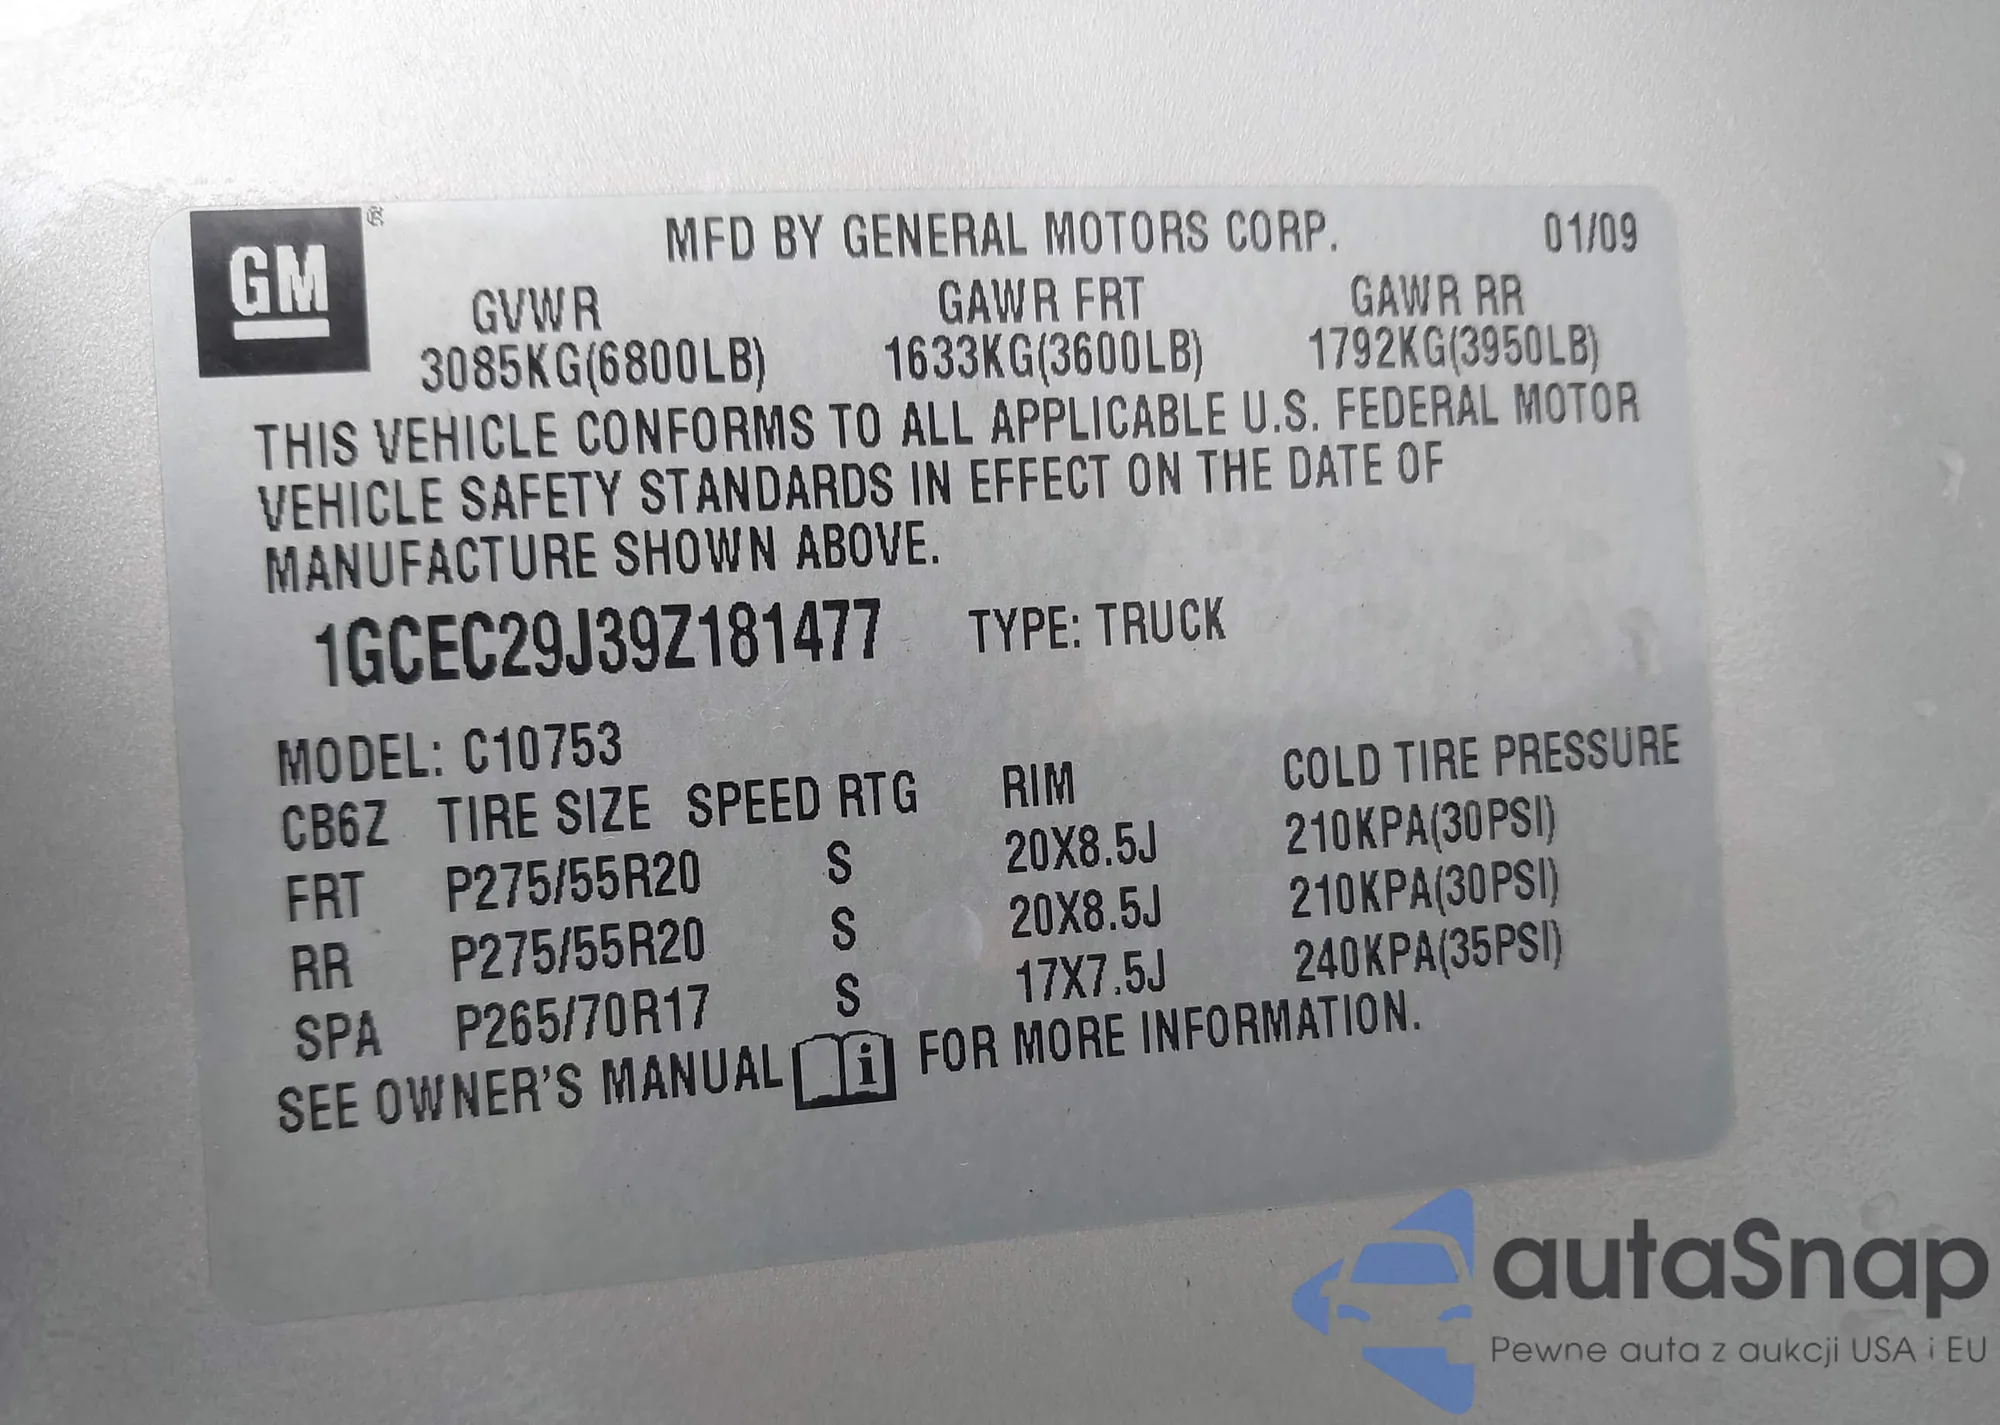 GM ®
MFD BY GENERAL MOTORS CORP. 01/09
GVWR GAWR FRT GAWR RR
3085KG(6800LB) 1633KG(3600LB) 1792KG(3950LB)
THIS VEHICLE CONFORMS TO ALL APPLICABLE U.S. FEDERAL MOTOR
VEHICLE SAFETY STANDARDS IN EFFECT ON THE DATE OF
MANUFACTURE SHOWN ABOVE.
1GCEC29J39Z181477 TYPE: TRUCK
MODEL: C10753
CB6Z TIRE SIZE SPEED RTG RIM COLD TIRE PRESSURE
FRT P275/55R20 S 20X8.5J 210KPA(30PSI)
RR P275/55R20 S 20X8.5J 210KPA(30PSI)
SPA P265/70R17 S 17X7.5J 240KPA(35PSI)
SEE OWNER'S MANUAL i FOR MORE INFORMATION.
autaSnap
Pewne auta z aukcji USA i EU